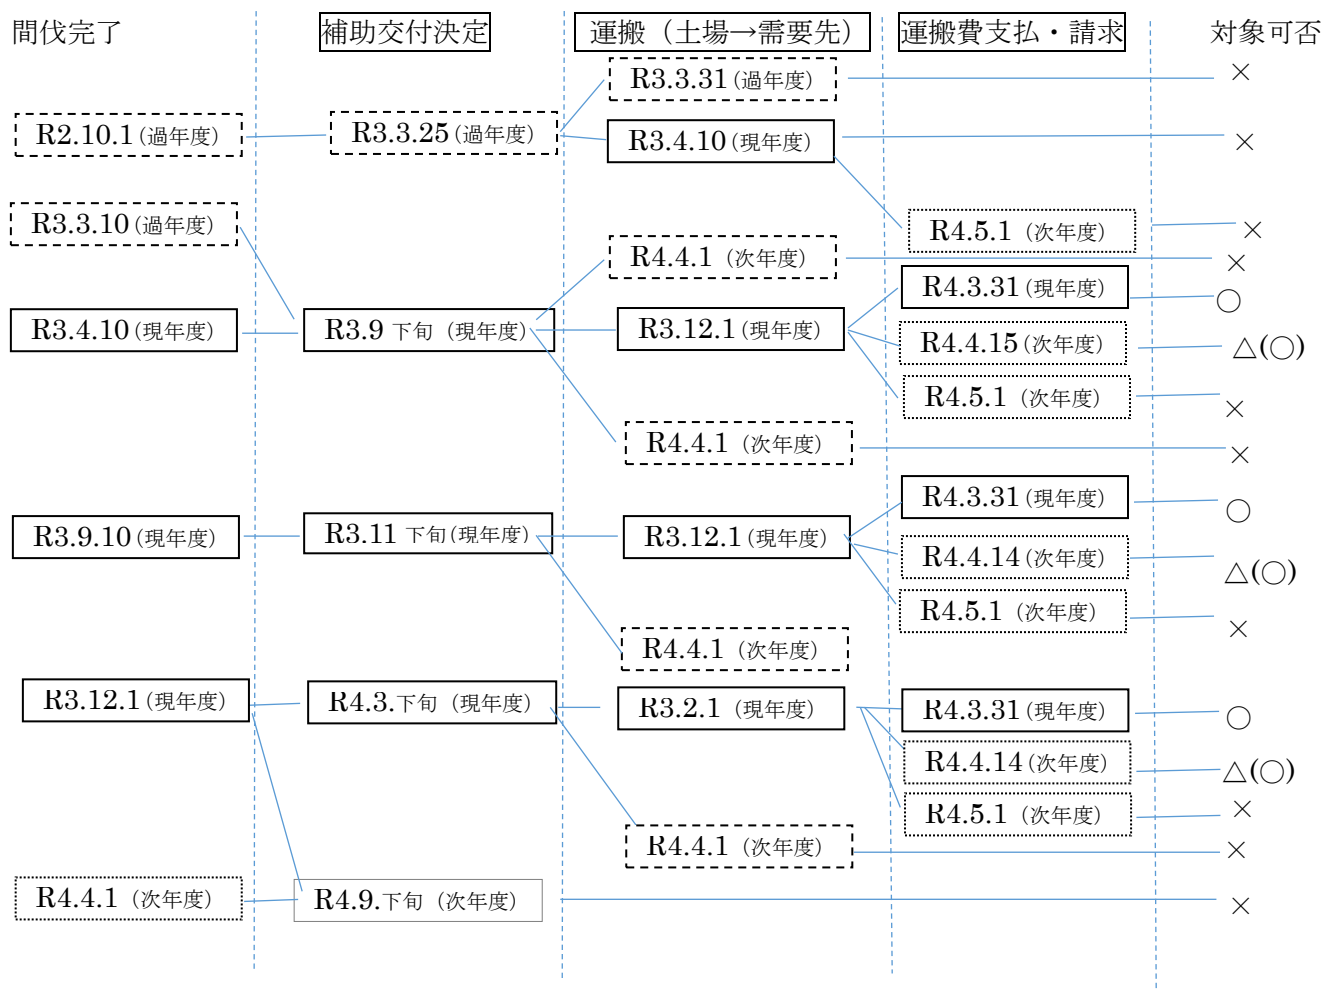 間伐完了 補助交付決定 運搬（土場→需要先） 運搬費支払・請求 対象可否
R3.3.31(過年度) ×
R2.10.1(過年度) R3.3.25(過年度) R3.4.10(現年度) ×
R3.3.10(過年度) R4.5.1（次年度） ×
R4.4.1（次年度） ×
R4.3.31(現年度) ○
R3.4.10(現年度) R3.9 下旬（現年度） R3.12.1(現年度) R4.4.15(次年度) △(○)
R4.5.1（次年度） ×
R4.4.1（次年度） ×
R4.3.31(現年度) ○
R3.9.10(現年度) R3.11 下旬(現年度) R3.12.1(現年度) R4.4.14(次年度) △(○)
R4.5.1（次年度） ×
R4.4.1（次年度）
R3.12.1(現年度) R4.3.下旬（現年度） R3.2.1（現年度） R4.3.31(現年度) ○
R4.4.14(次年度) △(○)
R4.5.1（次年度） ×
R4.4.1（次年度） ×
R4.4.1（次年度） R4.9.下旬（次年度） ×